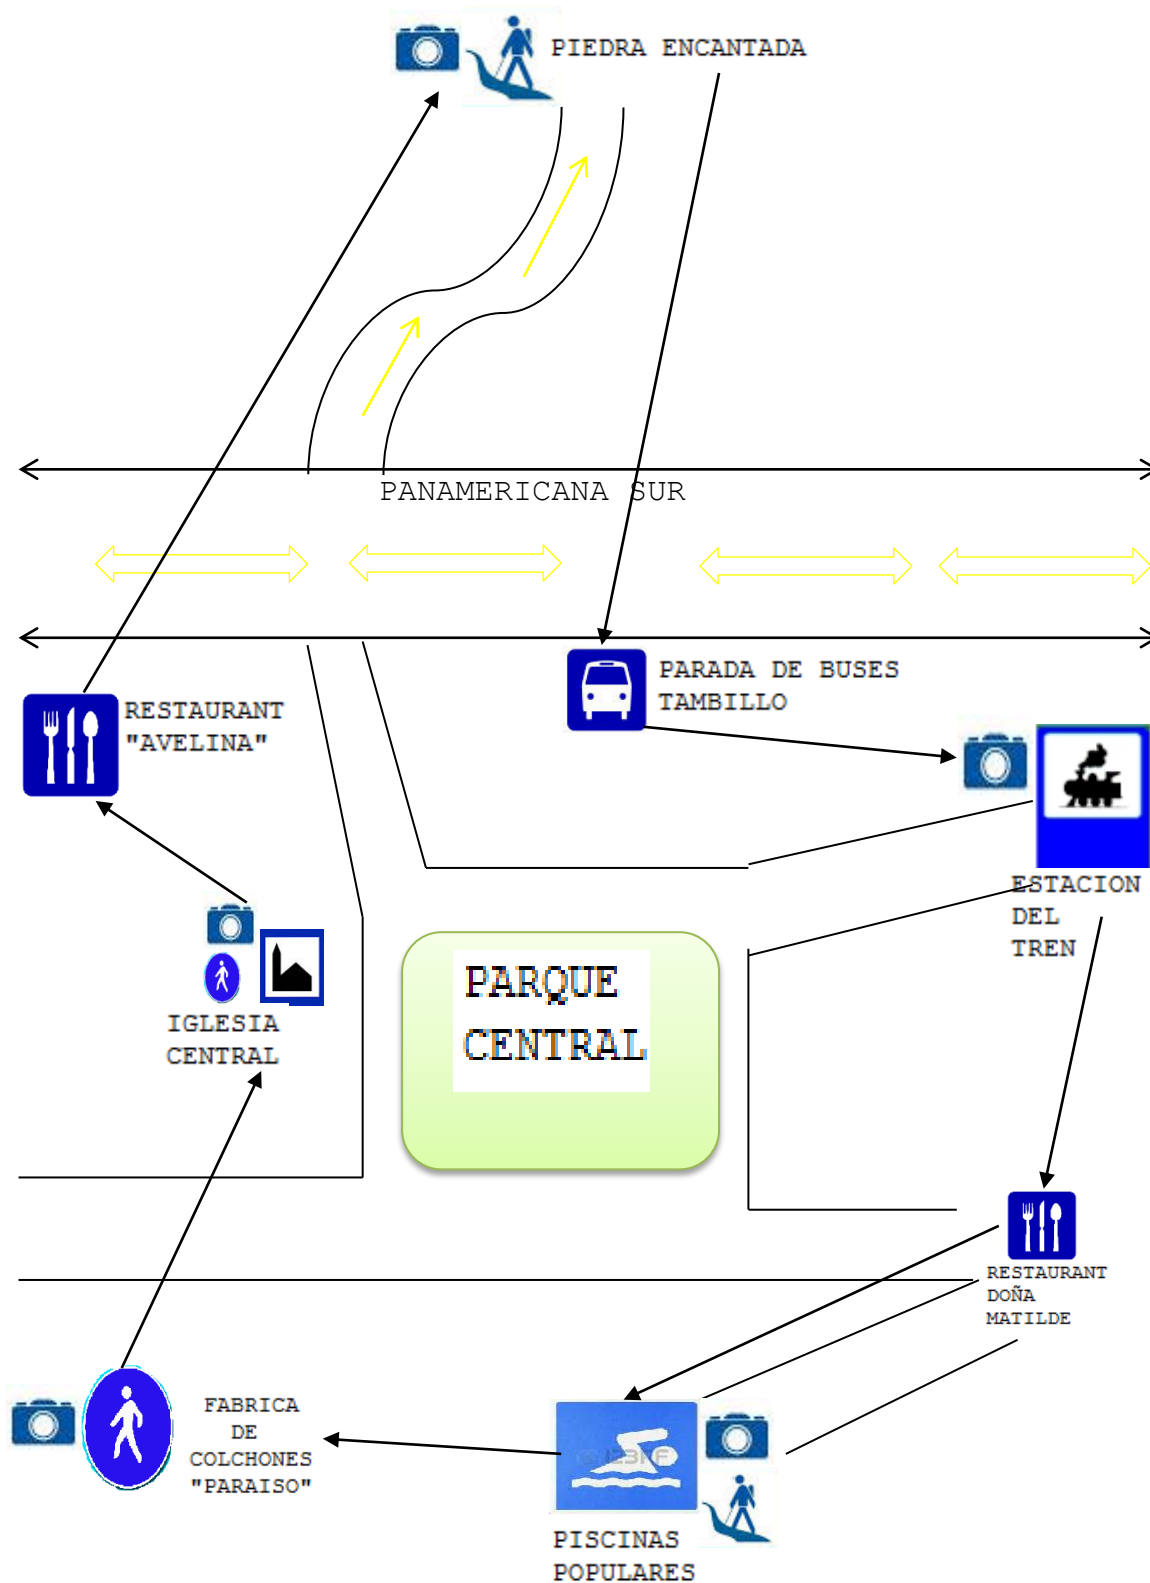 PIEDRA ENCANTADA
PANAMERICANA SUR
PARADA DE BUSES
TAMBILLO
RESTAURANT
"AVELINA"
ESTACION
DEL
TREN
PARQUE
CENTRAL
IGLESIA
CENTRAL
RESTAURANT
DOÑA
MATILDE
FABRICA
DE
COLCHONES
"PARAISO"
123RF
PISCINAS
POPULARES